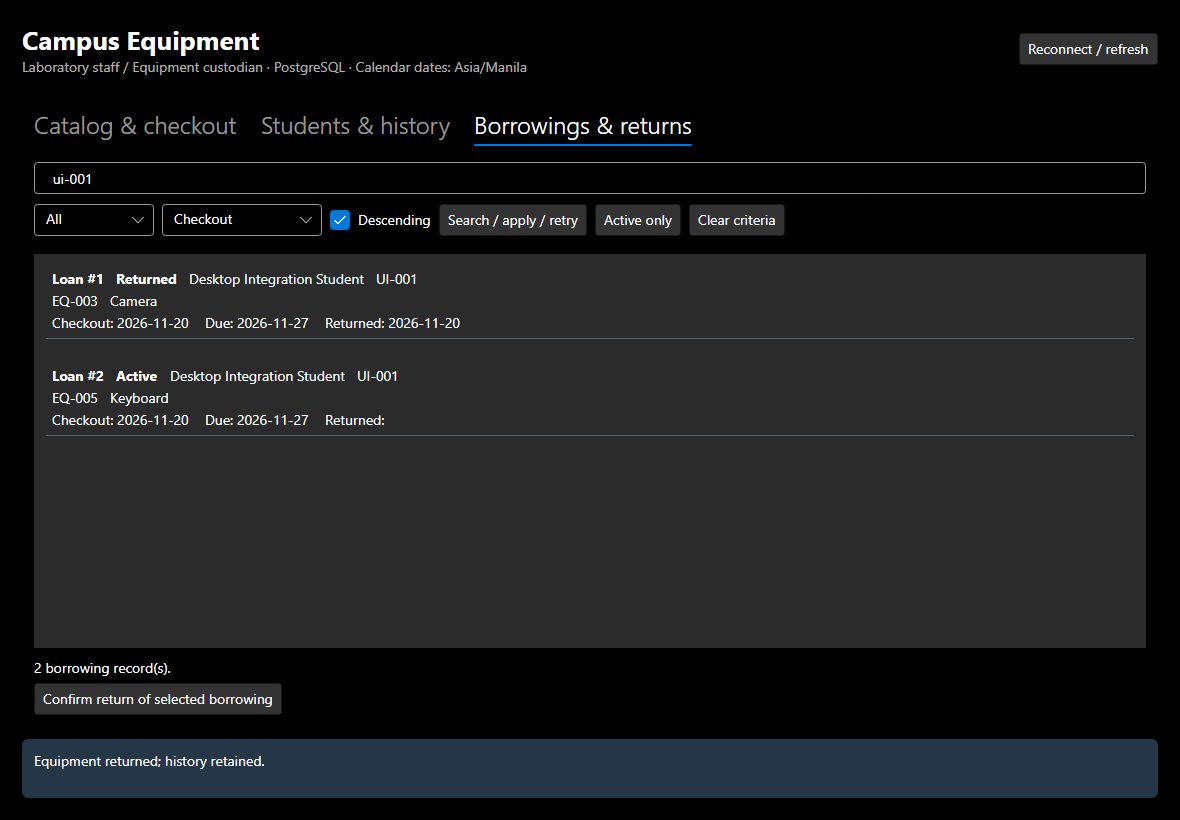 Campus Equipment
Laboratory staff / Equipment custodian · PostgreSQL · Calendar dates: Asia/Manila
Reconnect / refresh
Catalog & checkout Students & history Borrowings & returns
ui-001
All Checkout Descending Search / apply / retry Active only Clear criteria
Loan #1 Returned Desktop Integration Student UI-001
EQ-003 Camera
Checkout: 2026-11-20 Due: 2026-11-27 Returned: 2026-11-20
Loan #2 Active Desktop Integration Student UI-001
EQ-005 Keyboard
Checkout: 2026-11-20 Due: 2026-11-27 Returned:
2 borrowing record(s).
Confirm return of selected borrowing
Equipment returned; history retained.